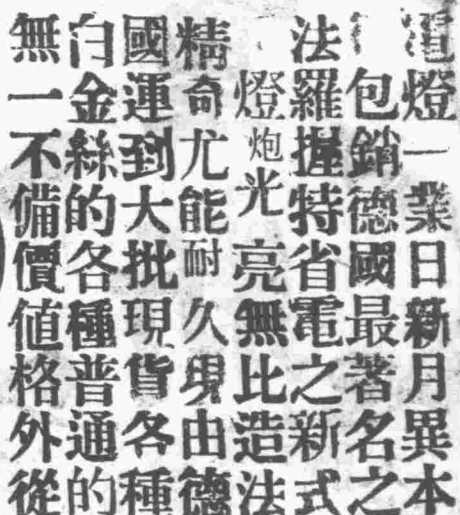 電燈一業日新月異本
包銷德國最著名之
法羅握特省電之新式
燈炮光亮無比造法
精奇尤能耐久現由德
國運到大批現貨各種
白金絲的各種普通的
無一不備價値格外從